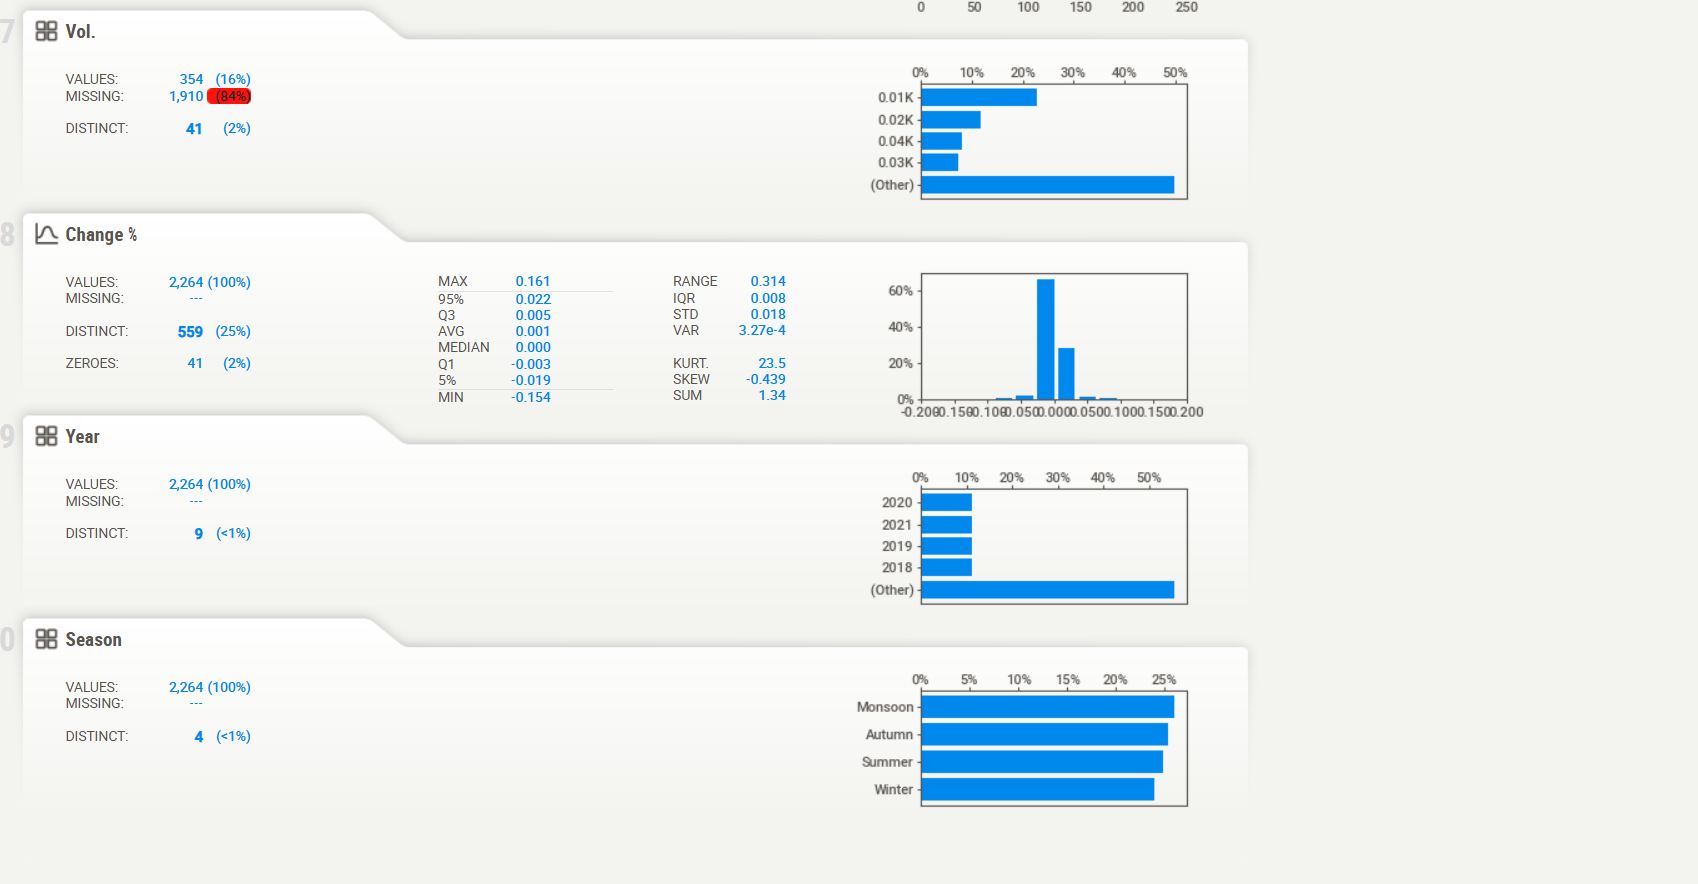 0 50 100 150 200 250
7 Vol.
VALUES: 354 (16%)
MISSING: 1,910 (84%)
DISTINCT: 41 (2%)
0% 10% 20% 30% 40% 50%
0.01K
0.02K
0.04K
0.03K
(Other)
8 Change %
VALUES: 2,264 (100%)
MISSING: ---
DISTINCT: 559 (25%)
ZEROES: 41 (2%)
MAX 0.161
95% 0.022
Q3 0.005
AVG 0.001
MEDIAN 0.000
Q1 -0.003
5% -0.019
MIN -0.154
RANGE 0.314
IQR 0.008
STD 0.018
VAR 3.27e-4
KURT. 23.5
SKEW -0.439
SUM 1.34
60%
40%
20%
0%
-0.200 -0.150 -0.100 -0.050 0.000 0.050 0.100 0.150 0.200
9 Year
VALUES: 2,264 (100%)
MISSING: ---
DISTINCT: 9 (<1%)
0% 10% 20% 30% 40% 50%
2020
2021
2019
2018
(Other)
0 Season
VALUES: 2,264 (100%)
MISSING: ---
DISTINCT: 4 (<1%)
0% 5% 10% 15% 20% 25%
Monsoon
Autumn
Summer
Winter